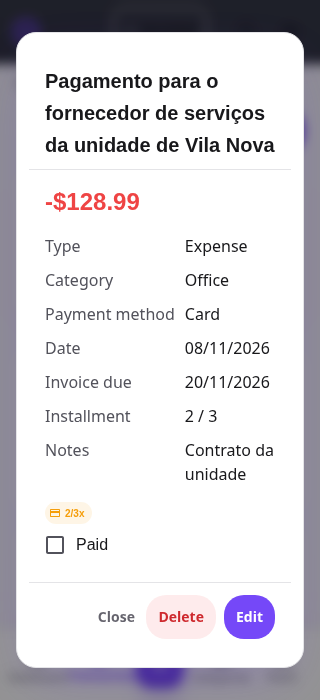 Pagamento para o
fornecedor de serviços
da unidade de Vila Nova
-$128.99
Type Expense
Category Office
Payment method Card
Date 08/11/2026
Invoice due 20/11/2026
Installment 2 / 3
Notes Contrato da
unidade
2/3x
Paid
Close Delete Edit